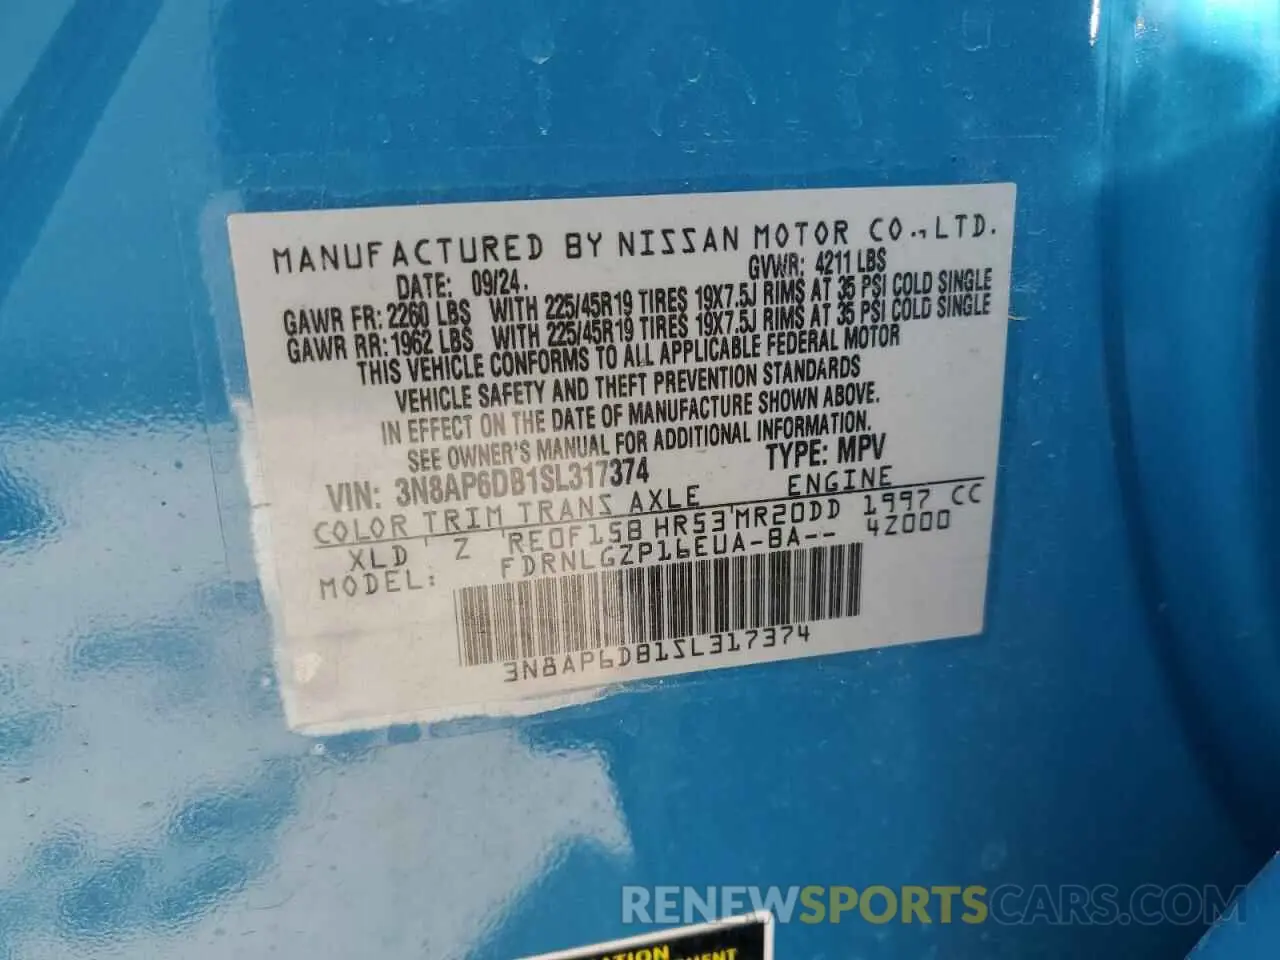 MANUFACTURED BY NISSAN MOTOR CO., LTD.
DATE: 09/24. GVWR: 4211 LBS
GAWR FR: 2260 LBS WITH 225/45R19 TIRES 19X7.5J RIMS AT 35 PSI COLD SINGLE
GAWR RR: 1962 LBS WITH 225/45R19 TIRES 19X7.5J RIMS AT 35 PSI COLD SINGLE
THIS VEHICLE CONFORMS TO ALL APPLICABLE FEDERAL MOTOR
VEHICLE SAFETY AND THEFT PREVENTION STANDARDS
IN EFFECT ON THE DATE OF MANUFACTURE SHOWN ABOVE.
SEE OWNER'S MANUAL FOR ADDITIONAL INFORMATION.
VIN: 3N8AP6DB1SL317374 TYPE: MPV
COLOR TRIM TRANS AXLE ENGINE
XLD Z RE0F15B HR53 MR20DD 1997 CC
MODEL: FDRNLGZP16EUA-BA-- 4Z000
3N8AP6DB1SL317374
RENEWSPORTSCARS.COM